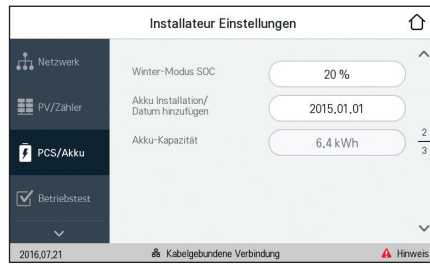 Installateur Einstellungen
Netzwerk
PV/Zähler
PCS/Akku
Betriebstest
Winter-Modus SOC
20 %
Akku Installation/
Datum hinzufügen
2015.01.01
Akku-Kapazität
6.4 kWh
2
3
2016.07.21
Kabelgebundene Verbindung
Hinweis